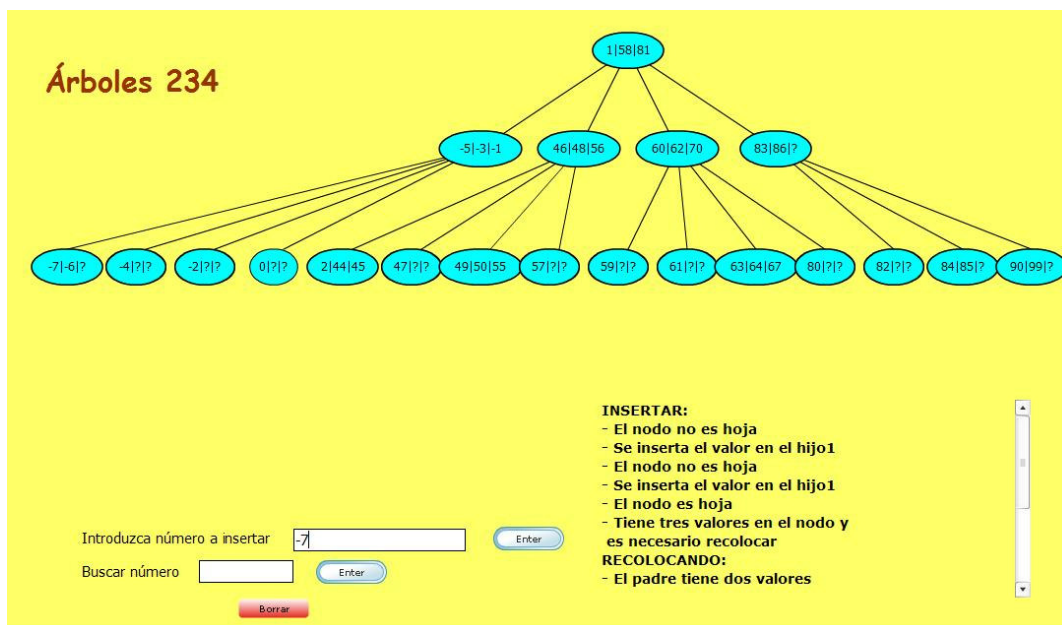 1|58|81
Árboles 234
-5|-3|-1
46|48|56
60|62|70
83|86|?
-7|-6|?
-4|?|?
-2|?|?
0|?|?
2|44|45
47|?|?
49|50|55
57|?|?
59|?|?
61|?|?
63|64|67
80|?|?
82|?|?
84|85|?
90|99|?
INSERTAR:
- El nodo no es hoja
- Se inserta el valor en el hijo1
- El nodo no es hoja
- Se inserta el valor en el hijo1
- El nodo es hoja
- Tiene tres valores en el nodo y
es necesario recolocar
RECOLOCANDO:
- El padre tiene dos valores
Introduzca número a insertar
-7
Enter
Buscar número
Enter
Borrar